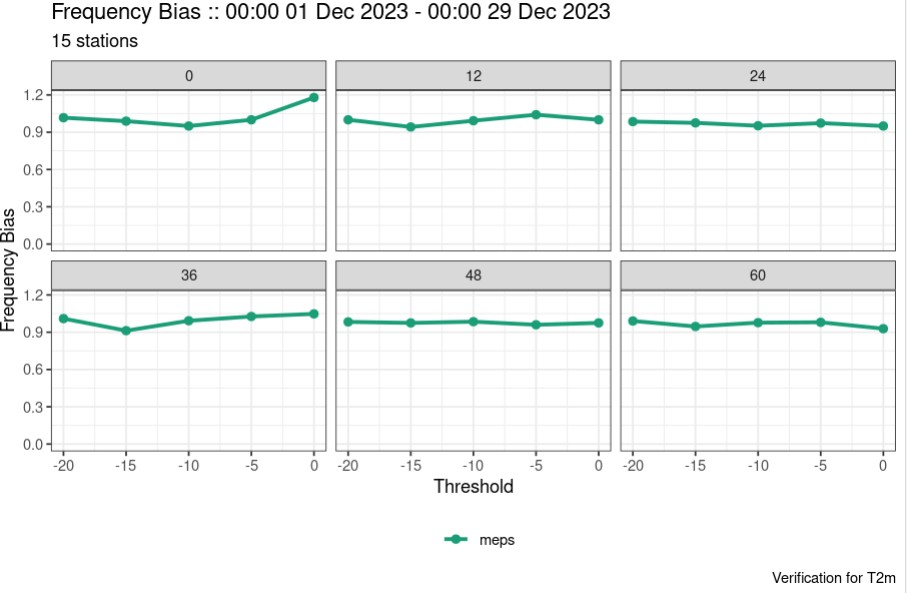 Frequency Bias :: 00:00 01 Dec 2023 - 00:00 29 Dec 2023
15 stations
0 12 24
1.2
0.9
0.6
0.3
0.0
Frequency Bias
36 48 60
1.2
0.9
0.6
0.3
0.0
-20 -15 -10 -5 0 -20 -15 -10 -5 0 -20 -15 -10 -5 0
Threshold
meps
Verification for T2m